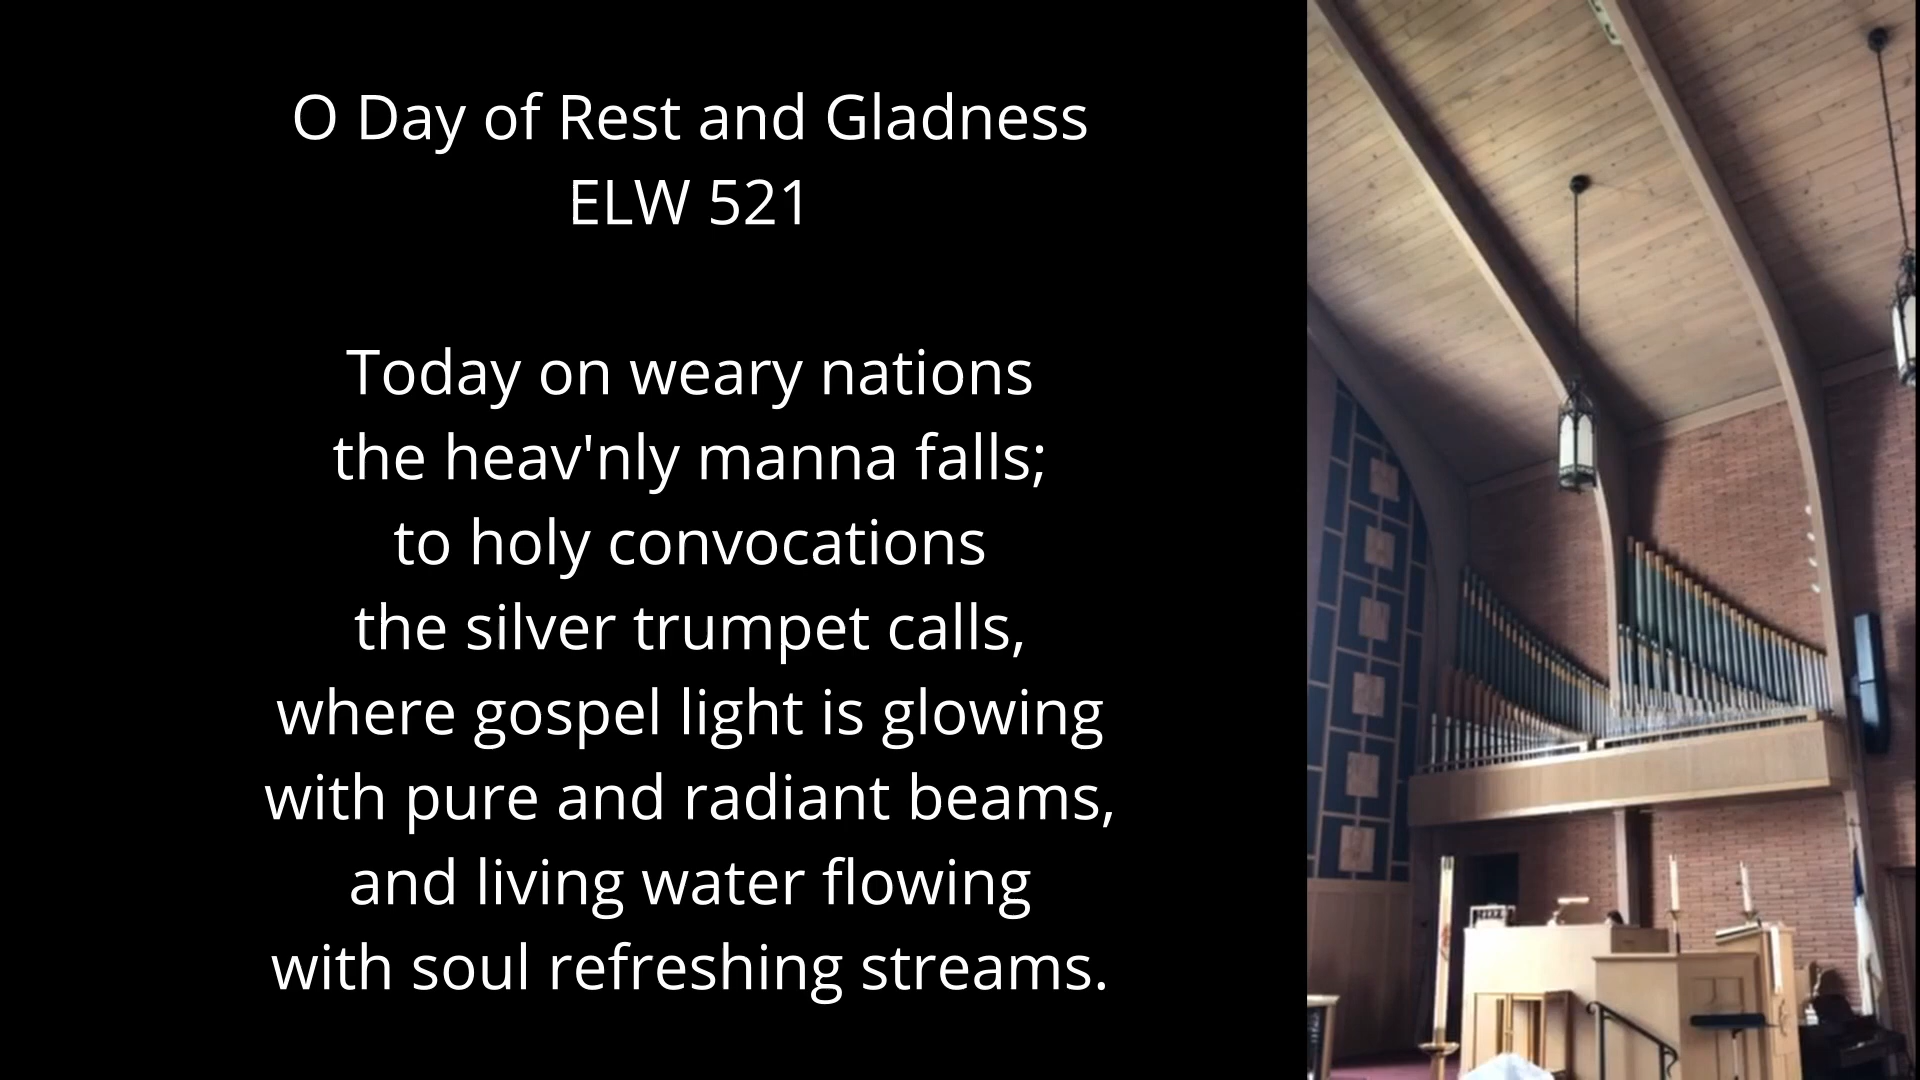 O Day of Rest and Gladness
ELW 521
Today on weary nations
the heav'nly manna falls;
to holy convocations
the silver trumpet calls,
where gospel light is glowing
with pure and radiant beams,
and living water flowing
with soul refreshing streams.